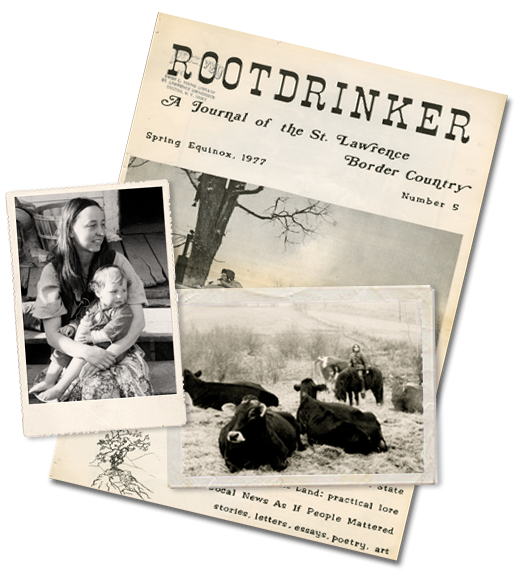 ROOTDRINKER
A Journal of the St. Lawrence
Border Country
Spring Equinox, 1977
Number 5
State
Land: practical lore
Local News As If People Mattered
stories, letters, essays, poetry, art